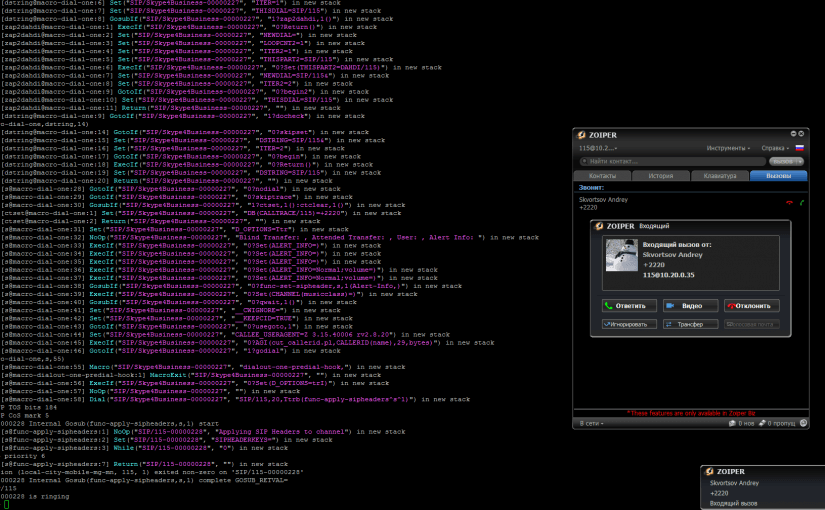 [dstring@macro-dial-one:6] Set("SIP/Skype4Business-00000227", "ITER=1") in new stack
[dstring@macro-dial-one:7] Set("SIP/Skype4Business-00000227", "THISDIAL=SIP/115") in new stack
[dstring@macro-dial-one:8] GosubIf("SIP/Skype4Business-00000227", "1?zap2dahdi,1()") in new stack
[zap2dahdi@macro-dial-one:1] ExecIf("SIP/Skype4Business-00000227", "0?Return()") in new stack
[zap2dahdi@macro-dial-one:2] Set("SIP/Skype4Business-00000227", "NEWDIAL=") in new stack
[zap2dahdi@macro-dial-one:3] Set("SIP/Skype4Business-00000227", "LOOPCNT2=1") in new stack
[zap2dahdi@macro-dial-one:4] Set("SIP/Skype4Business-00000227", "ITER2=1") in new stack
[zap2dahdi@macro-dial-one:5] Set("SIP/Skype4Business-00000227", "THISPART2=SIP/115") in new stack
[zap2dahdi@macro-dial-one:6] ExecIf("SIP/Skype4Business-00000227", "0?Set(THISPART2=DAHDI/115)") in new stack
[zap2dahdi@macro-dial-one:7] Set("SIP/Skype4Business-00000227", "NEWDIAL=SIP/115&") in new stack
[zap2dahdi@macro-dial-one:8] Set("SIP/Skype4Business-00000227", "ITER2=2") in new stack
[zap2dahdi@macro-dial-one:9] GotoIf("SIP/Skype4Business-00000227", "0?begin2") in new stack
[zap2dahdi@macro-dial-one:10] Set("SIP/Skype4Business-00000227", "THISDIAL=SIP/115") in new stack
[zap2dahdi@macro-dial-one:11] Return("SIP/Skype4Business-00000227", "") in new stack
[dstring@macro-dial-one:9] GotoIf("SIP/Skype4Business-00000227", "1?docheck") in new stack
o-dial-one,dstring,14)
[dstring@macro-dial-one:14] GotoIf("SIP/Skype4Business-00000227", "0?skipset") in new stack
[dstring@macro-dial-one:15] Set("SIP/Skype4Business-00000227", "DSTRING=SIP/115&") in new stack
[dstring@macro-dial-one:16] Set("SIP/Skype4Business-00000227", "ITER=2") in new stack
[dstring@macro-dial-one:17] GotoIf("SIP/Skype4Business-00000227", "0?begin") in new stack
[dstring@macro-dial-one:18] ExecIf("SIP/Skype4Business-00000227", "0?Return()") in new stack
[dstring@macro-dial-one:19] Set("SIP/Skype4Business-00000227", "DSTRING=SIP/115") in new stack
[dstring@macro-dial-one:20] Return("SIP/Skype4Business-00000227", "") in new stack
[s@macro-dial-one:28] GotoIf("SIP/Skype4Business-00000227", "0?nodial") in new stack
[s@macro-dial-one:29] GotoIf("SIP/Skype4Business-00000227", "0?skiptrace") in new stack
[s@macro-dial-one:30] GosubIf("SIP/Skype4Business-00000227", "1?ctset,1():ctclear,1()") in new stack
[ctset@macro-dial-one:1] Set("SIP/Skype4Business-00000227", "DB(CALLTRACE/115)=+2220") in new stack
[ctset@macro-dial-one:2] Return("SIP/Skype4Business-00000227", "") in new stack
[s@macro-dial-one:31] Set("SIP/Skype4Business-00000227", "D_OPTIONS=Ttr") in new stack
[s@macro-dial-one:32] NoOp("SIP/Skype4Business-00000227", "Blind Transfer: , Attended Transfer: , User: , Alert Info: ") in new stack
[s@macro-dial-one:33] ExecIf("SIP/Skype4Business-00000227", "0?Set(ALERT_INFO=)") in new stack
[s@macro-dial-one:34] ExecIf("SIP/Skype4Business-00000227", "0?Set(ALERT_INFO=)") in new stack
[s@macro-dial-one:35] ExecIf("SIP/Skype4Business-00000227", "0?Set(ALERT_INFO=)") in new stack
[s@macro-dial-one:36] ExecIf("SIP/Skype4Business-00000227", "0?Set(ALERT_INFO=Normal;volume=)") in new stack
[s@macro-dial-one:37] ExecIf("SIP/Skype4Business-00000227", "0?Set(ALERT_INFO=Normal;volume=)") in new stack
[s@macro-dial-one:38] GosubIf("SIP/Skype4Business-00000227", "0?func-set-sipheader,s,1(Alert-Info,)") in new stack
[s@macro-dial-one:39] ExecIf("SIP/Skype4Business-00000227", "0?Set(CHANNEL(musicclass)=)") in new stack
[s@macro-dial-one:40] GosubIf("SIP/Skype4Business-00000227", "0?qwait,1()") in new stack
[s@macro-dial-one:41] Set("SIP/Skype4Business-00000227", "__CWIGNORE=") in new stack
[s@macro-dial-one:42] Set("SIP/Skype4Business-00000227", "__KEEPCID=TRUE") in new stack
[s@macro-dial-one:43] GotoIf("SIP/Skype4Business-00000227", "0?usegoto,1") in new stack
[s@macro-dial-one:44] Set("SIP/Skype4Business-00000227", "CALLEE_USERAGENT=Z 3.15.40006 rv2.8.20") in new stack
[s@macro-dial-one:45] ExecIf("SIP/Skype4Business-00000227", "0?AGI(cut_callerid.pl,CALLERID(name),29,bytes)") in new stack
[s@macro-dial-one:46] GotoIf("SIP/Skype4Business-00000227", "1?godial") in new stack
o-dial-one,s,55)
[s@macro-dial-one:55] Macro("SIP/Skype4Business-00000227", "dialout-one-predial-hook,") in new stack
[s@macro-dialout-one-predial-hook:1] MacroExit("SIP/Skype4Business-00000227", "") in new stack
[s@macro-dial-one:56] ExecIf("SIP/Skype4Business-00000227", "0?Set(D_OPTIONS=trI)") in new stack
[s@macro-dial-one:57] NoOp("SIP/Skype4Business-00000227", "") in new stack
[s@macro-dial-one:58] Dial("SIP/Skype4Business-00000227", "SIP/115,20,Ttrb(func-apply-sipheaders^s^1)") in new stack
P TOS bits 184
P CoS mark 5
000228 Internal Gosub(func-apply-sipheaders,s,1) start
[s@func-apply-sipheaders:1] NoOp("SIP/115-00000228", "Applying SIP Headers to channel") in new stack
[s@func-apply-sipheaders:2] Set("SIP/115-00000228", "SIPHEADERKEYS=") in new stack
[s@func-apply-sipheaders:3] While("SIP/115-00000228", "0") in new stack
priority 6
[s@func-apply-sipheaders:7] Return("SIP/115-00000228", "") in new stack
ion (local-city-mobile-mg-mn, 115, 1) exited non-zero on 'SIP/115-00000228'
000228 Internal Gosub(func-apply-sipheaders,s,1) complete GOSUB_RETVAL=
/115
000228 is ringing
ZOIPER
115@10.2...
Инструменты
Справка
Найти контакт...
Вызовы
Контакты
История
Клавиатура
Вызовы
Звонит:
Skvortsov Andrey
+2220
ZOIPER Входящий
Входящий вызов от:
Skvortsov Andrey
+2220
115@10.20.0.35
Ответить
Видео
Отклонить
Игнорировать
Трансфер
*These features are only available in Zoiper Biz
В сети
0 нов
0 пропущ
ZOIPER
Skvortsov Andrey
+2220
Входящий вызов